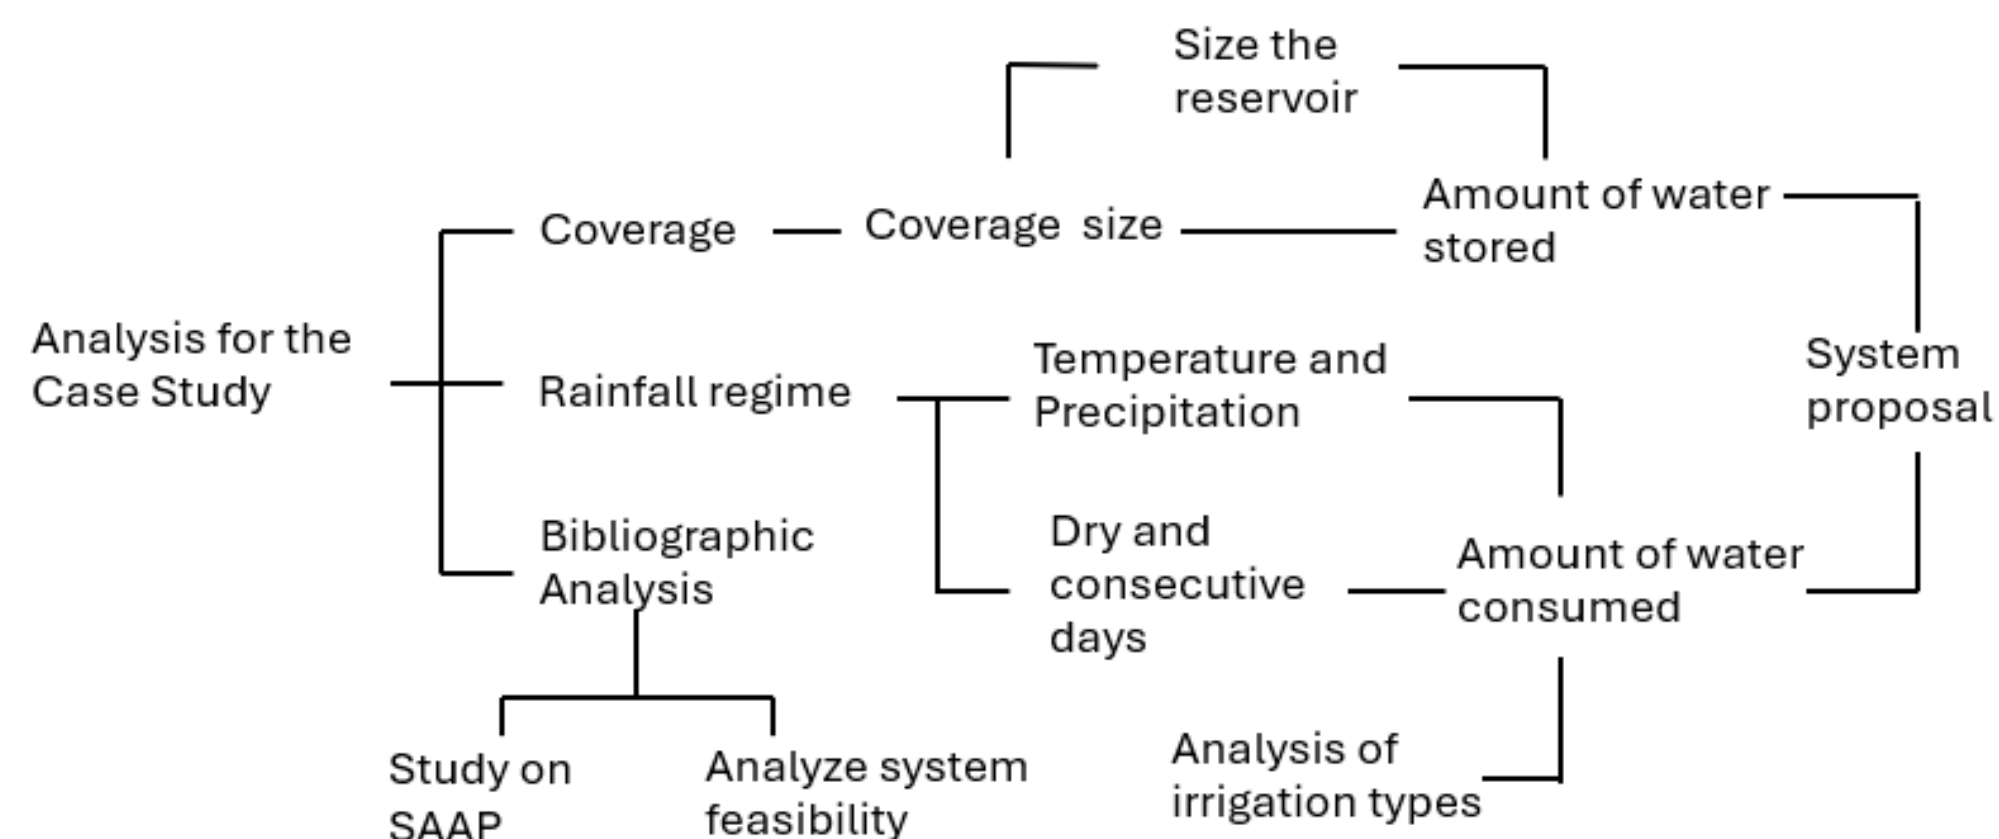 Size the
reservoir
Amount of water
stored
Coverage
Coverage size
Analysis for the
Case Study
Rainfall regime
Temperature and
Precipitation
System
proposal
Bibliographic
Analysis
Dry and
consecutive
days
Amount of water
consumed
Study on
SAAP
Analyze system
feasibility
Analysis of
irrigation types